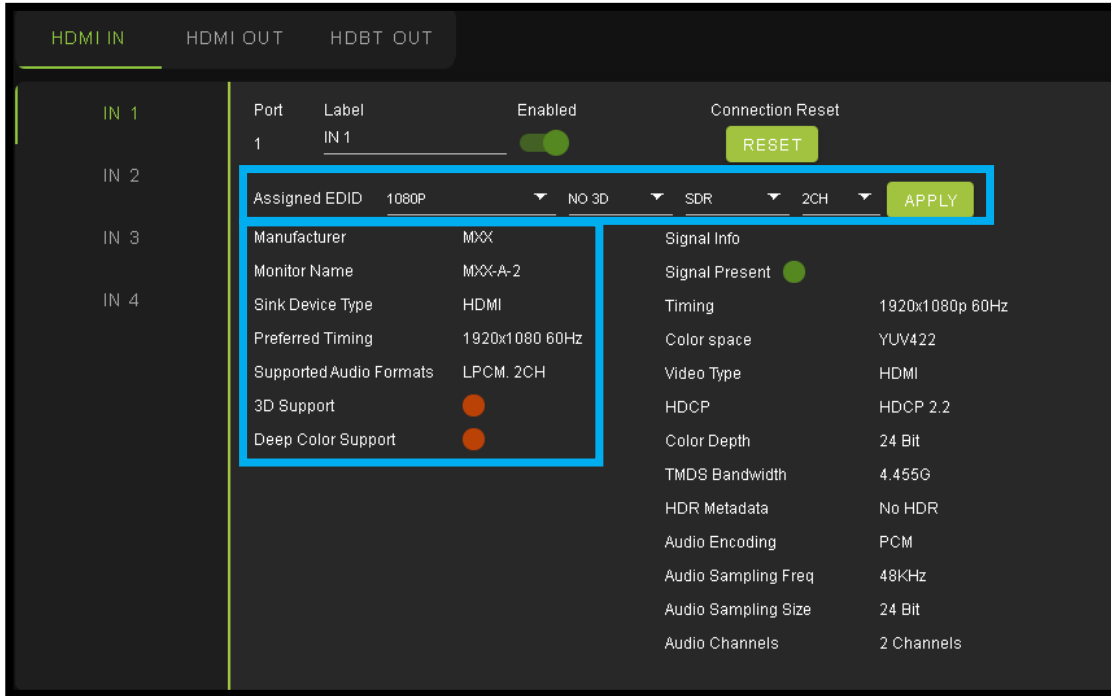 HDMI IN HDMI OUT HDBT OUT
IN 1
IN 2
IN 3
IN 4
Port Label Enabled Connection Reset
1 IN 1 RESET
Assigned EDID 1080P NO 3D SDR 2CH APPLY
Manufacturer MXX
Monitor Name MXX-A-2
Sink Device Type HDMI
Preferred Timing 1920x1080 60Hz
Supported Audio Formats LPCM. 2CH
3D Support
Deep Color Support
Signal Info
Signal Present
Timing 1920x1080p 60Hz
Color space YUV422
Video Type HDMI
HDCP HDCP 2.2
Color Depth 24 Bit
TMDS Bandwidth 4.455G
HDR Metadata No HDR
Audio Encoding PCM
Audio Sampling Freq 48KHz
Audio Sampling Size 24 Bit
Audio Channels 2 Channels